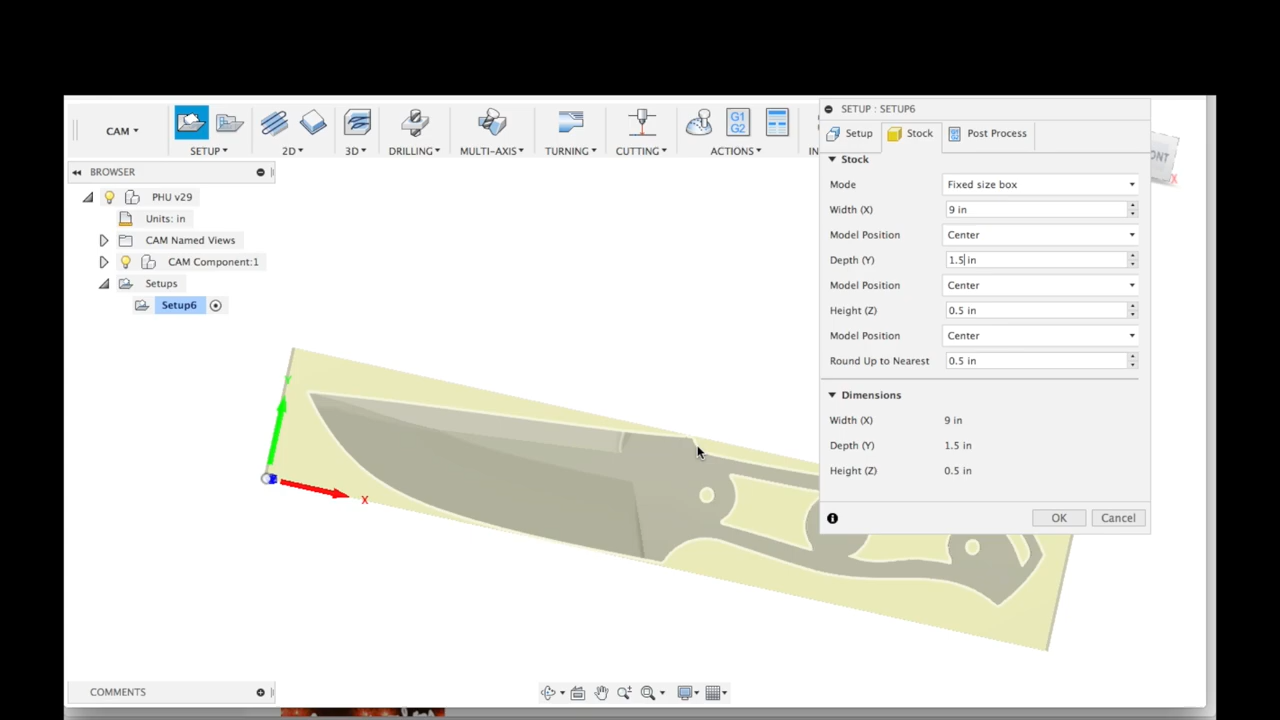 SETUP : SETUP6
Setup Stock Post Process
CAM
SETUP 2D 3D DRILLING MULTI-AXIS TURNING CUTTING ACTIONS IN
G1
G2
ONT
X
BROWSER
PHU v29
Units: in
CAM Named Views
CAM Component:1
Setups
Setup6
Stock
Mode Fixed size box
Width (X) 9 in
Model Position Center
Depth (Y) 1.5 in
Model Position Center
Height (Z) 0.5 in
Model Position Center
Round Up to Nearest 0.5 in
Dimensions
Width (X) 9 in
Depth (Y) 1.5 in
Height (Z) 0.5 in
OK Cancel
X
COMMENTS